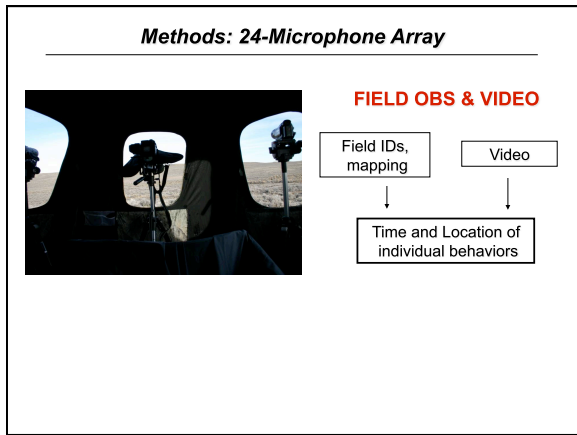 Methods: 24-Microphone Array
FIELD OBS & VIDEO
Field IDs,
mapping
Video
Time and Location of
individual behaviors